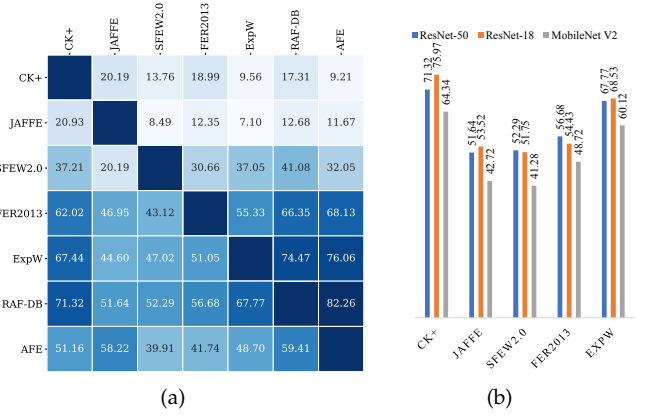 CK+ JAFFE SFEW2.0 FER2013 ExpW RAF-DB AFE
CK+ 20.19 13.76 18.99 9.56 17.31 9.21
JAFFE 20.93 8.49 12.35 7.10 12.68 11.67
SFEW2.0 37.21 20.19 30.66 37.05 41.08 32.05
FER2013 62.02 46.95 43.12 55.33 66.35 68.13
ExpW 67.44 44.60 47.02 51.05 74.47 76.06
RAF-DB 71.32 51.64 52.29 56.68 67.77 82.26
AFE 51.16 58.22 39.91 41.74 48.70 59.41
(a)
ResNet-50 ResNet-18 MobileNet V2
71.32 75.97 64.34 51.64 53.52 42.72 52.29 51.75 41.28 56.68 54.43 48.72 67.77 68.53 60.12
CK+ JAFFE SFEW2.0 FER2013 EXPW
(b)